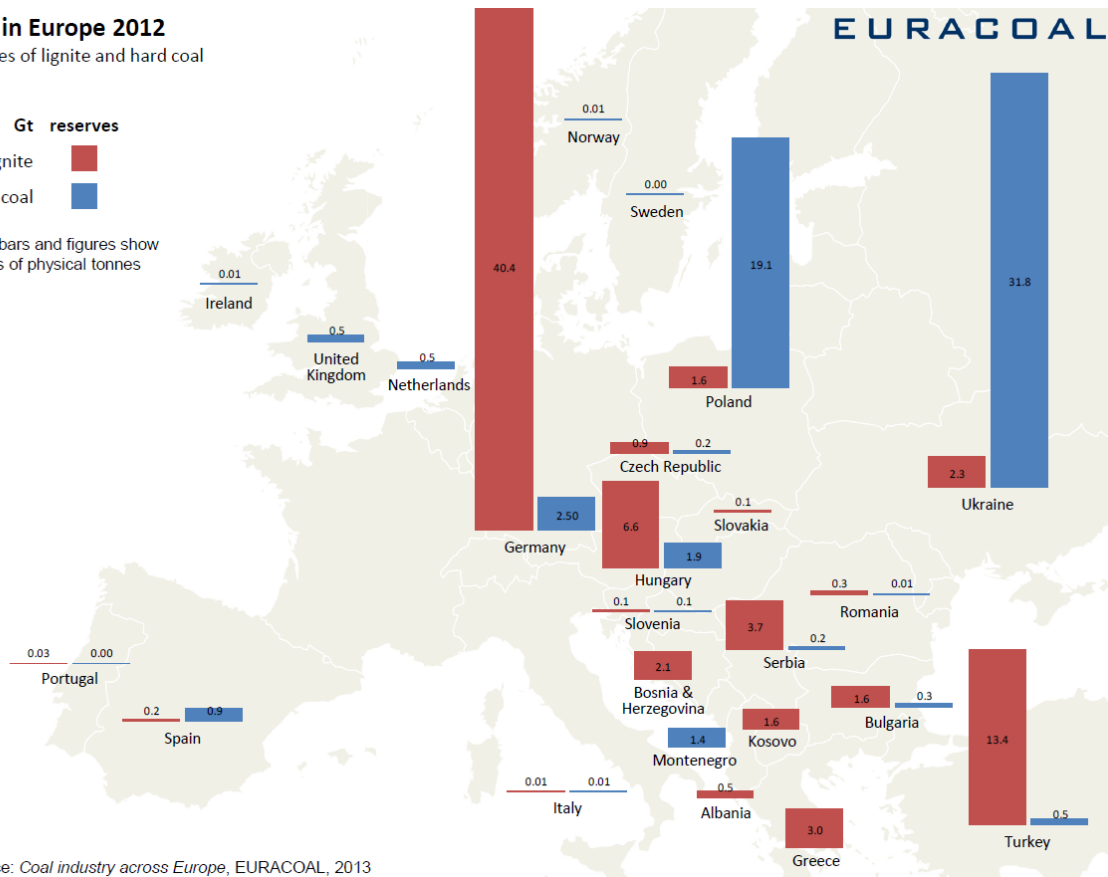 in Europe 2012
EURACOAL
es of lignite and hard coal
Gt reserves
gnite
coal
bars and figures show
s of physical tonnes
0.01
Norway
0.00
Sweden
0.01
Ireland
0.5
United
Kingdom
0.5
Netherlands
40.4
2.50
Germany
1.6
19.1
Poland
2.3
31.8
Ukraine
0.9
0.2
Czech Republic
0.1
Slovakia
6.6
1.9
Hungary
0.1
0.1
Slovenia
0.3
0.01
Romania
3.7
0.2
Serbia
2.1
Bosnia &
Herzegovina
0.03
0.00
Portugal
0.2
0.9
Spain
1.4
Montenegro
1.6
Kosovo
1.6
0.3
Bulgaria
0.01
0.01
Italy
0.5
Albania
3.0
Greece
13.4
0.5
Turkey
e: Coal industry across Europe, EURACOAL, 2013